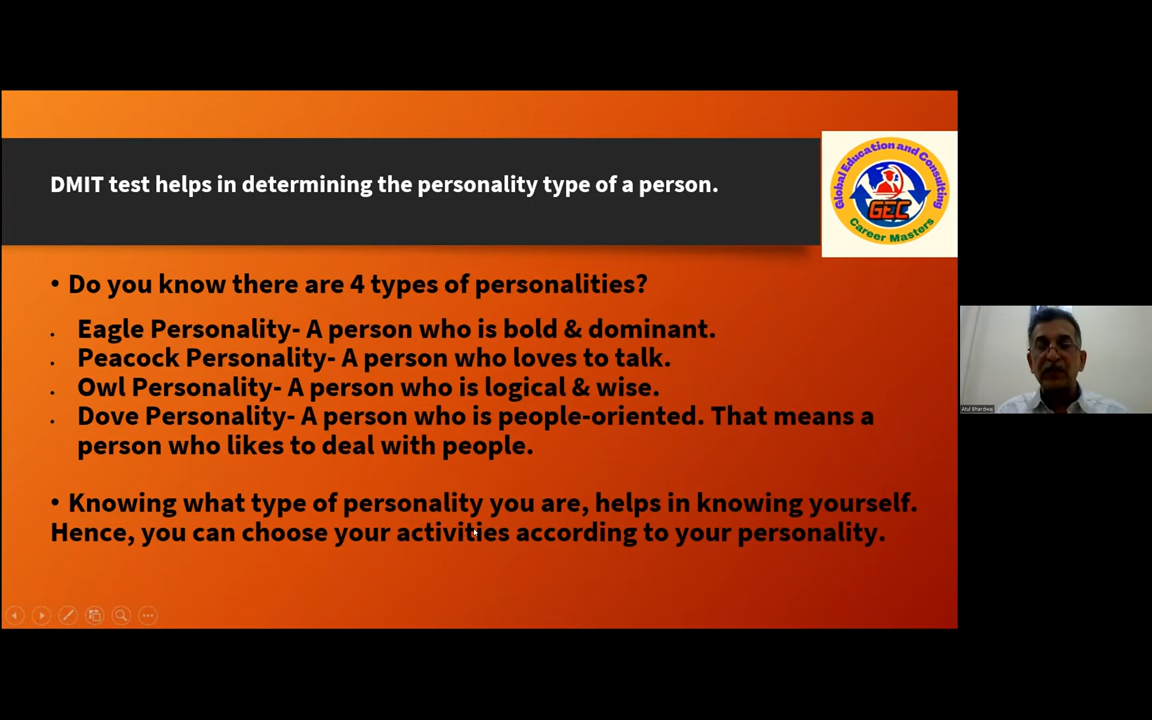 DMIT test helps in determining the personality type of a person.
Global Education and Consulting
GEC
Career Masters
• Do you know there are 4 types of personalities?
• Eagle Personality- A person who is bold & dominant.
• Peacock Personality- A person who loves to talk.
• Owl Personality- A person who is logical & wise.
• Dove Personality- A person who is people-oriented. That means a
person who likes to deal with people.
• Knowing what type of personality you are, helps in knowing yourself.
Hence, you can choose your activities according to your personality.
Atul Bhardwaj